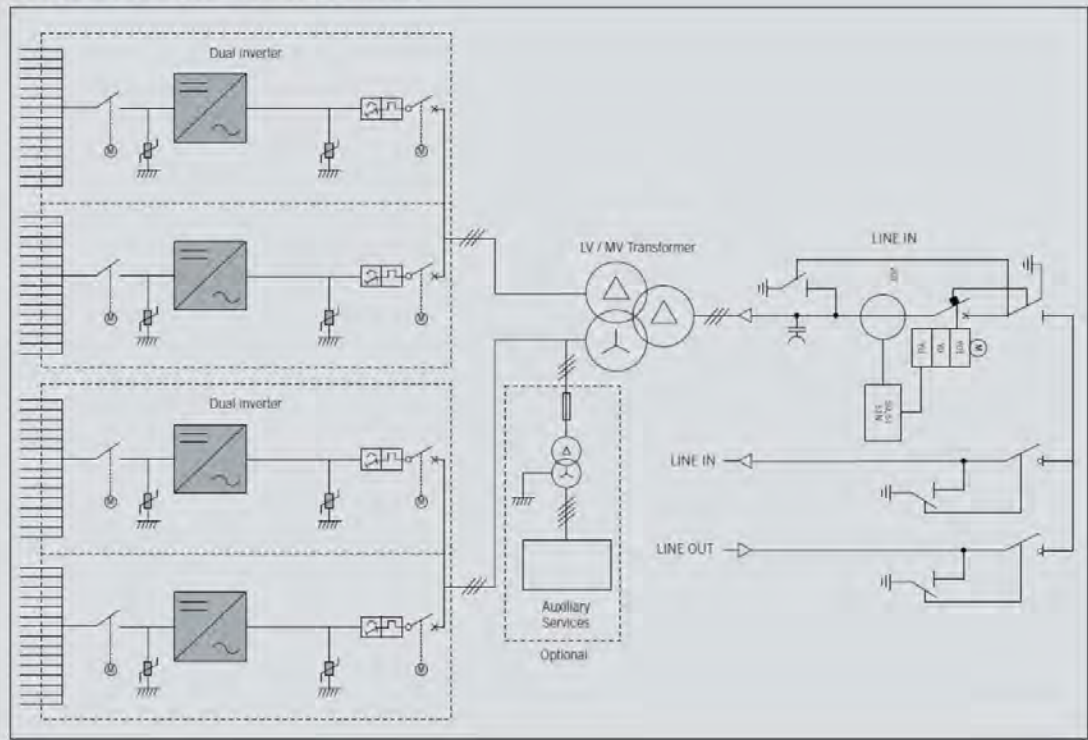 Dual inverter
M
M
M
M
LV / MV Transformer
LINE IN
M
Dual inverter
M
M
LINE IN
LINE OUT
M
M
Auxiliary
Services
Optional